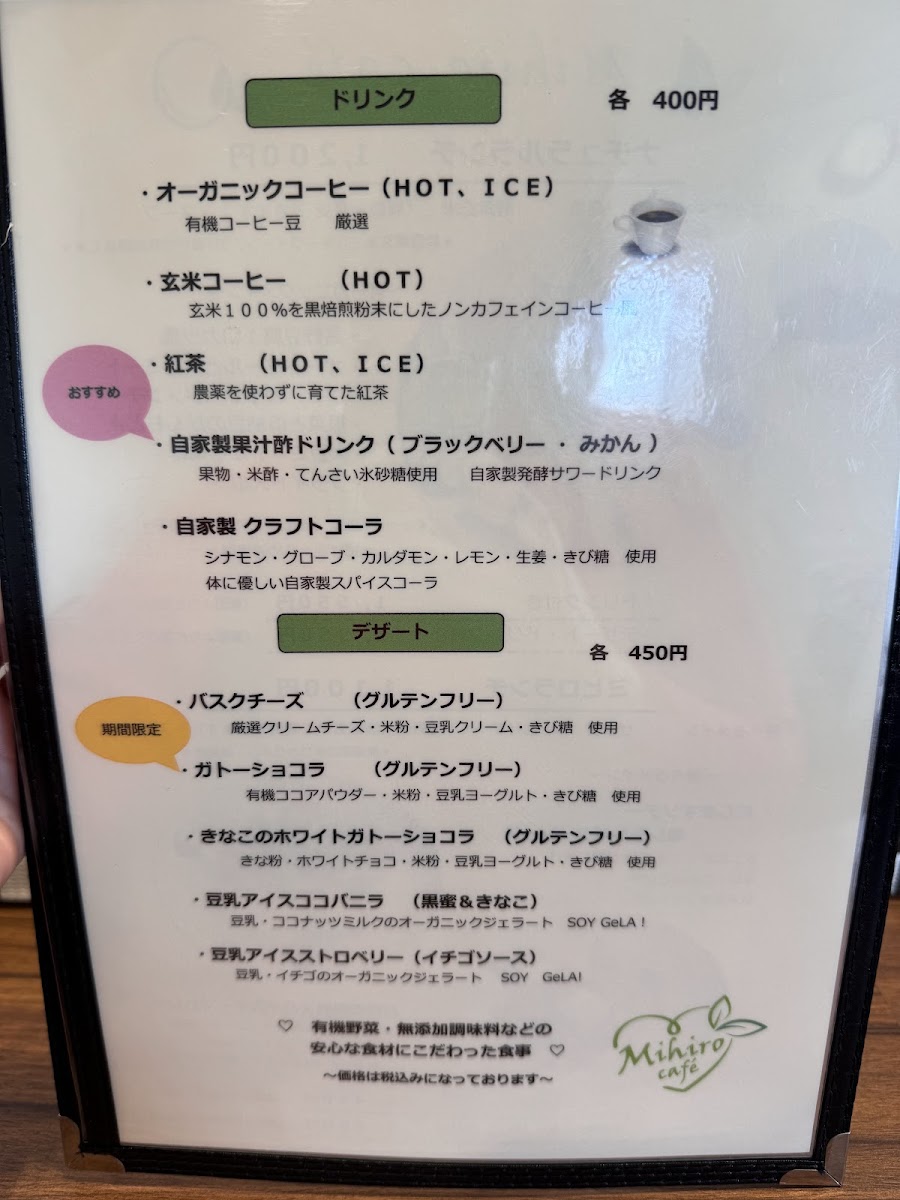 ドリンク 各 400円
・オーガニックコーヒー（HOT、ICE）
有機コーヒー豆 厳選
・玄米コーヒー （HOT）
玄米１００％を黒焙煎粉末にしたノンカフェインコーヒー風
・紅茶 （HOT、ICE）
農薬を使わずに育てた紅茶
おすすめ
・自家製果汁酢ドリンク（ ブラックベリー ・ みかん ）
果物・米酢・てんさい氷砂糖使用 自家製発酵サワードリンク
・自家製 クラフトコーラ
シナモン・グローブ・カルダモン・レモン・生姜・きび糖 使用
体に優しい自家製スパイスコーラ
デザート 各 450円
・バスクチーズ （グルテンフリー）
厳選クリームチーズ・米粉・豆乳クリーム・きび糖 使用
期間限定
・ガトーショコラ （グルテンフリー）
有機ココアパウダー・米粉・豆乳ヨーグルト・きび糖 使用
・きなこのホワイトガトーショコラ （グルテンフリー）
きな粉・ホワイトチョコ・米粉・豆乳ヨーグルト・きび糖 使用
・豆乳アイスココバニラ （黒蜜＆きなこ）
豆乳・ココナッツミルクのオーガニックジェラート SOY GeLA！
・豆乳アイスストロベリー（イチゴソース）
豆乳・イチゴのオーガニックジェラート SOY GeLA!
♡ 有機野菜・無添加調味料などの
安心な食材にこだわった食事 ♡
～価格は税込みになっております～
Mihiro
café